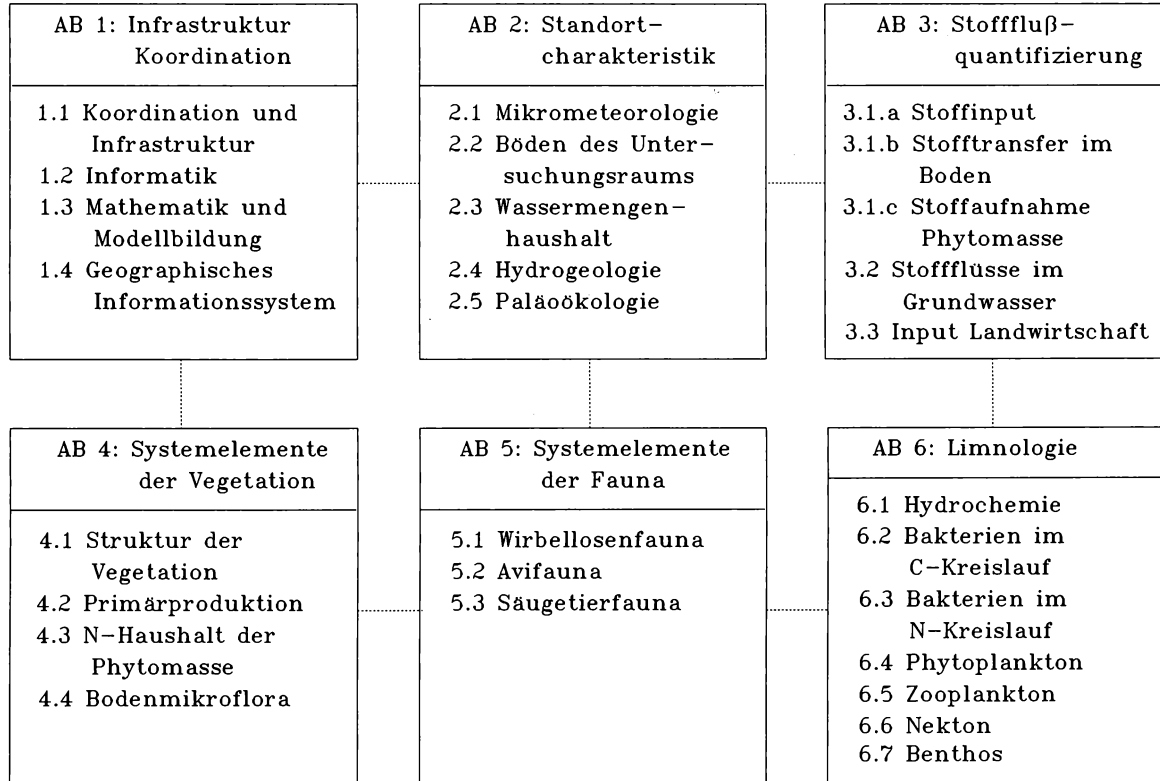 AB 1: Infrastruktur
Koordination
1.1 Koordination und
Infrastruktur
1.2 Informatik
1.3 Mathematik und
Modellbildung
1.4 Geographisches
Informationssystem
AB 2: Standort-
charakteristik
2.1 Mikrometeorologie
2.2 Böden des Unter-
suchungsraums
2.3 Wassermengen-
haushalt
2.4 Hydrogeologie
2.5 Paläoökologie
AB 3: Stofffluß-
quantifizierung
3.1.a Stoffinput
3.1.b Stofftransfer im
Boden
3.1.c Stoffaufnahme
Phytomasse
3.2 Stoffflüsse im
Grundwasser
3.3 Input Landwirtschaft
AB 4: Systemelemente
der Vegetation
4.1 Struktur der
Vegetation
4.2 Primärproduktion
4.3 N-Haushalt der
Phytomasse
4.4 Bodenmikroflora
AB 5: Systemelemente
der Fauna
5.1 Wirbellosenfauna
5.2 Avifauna
5.3 Säugetierfauna
AB 6: Limnologie
6.1 Hydrochemie
6.2 Bakterien im
C-Kreislauf
6.3 Bakterien im
N-Kreislauf
6.4 Phytoplankton
6.5 Zooplankton
6.6 Nekton
6.7 Benthos